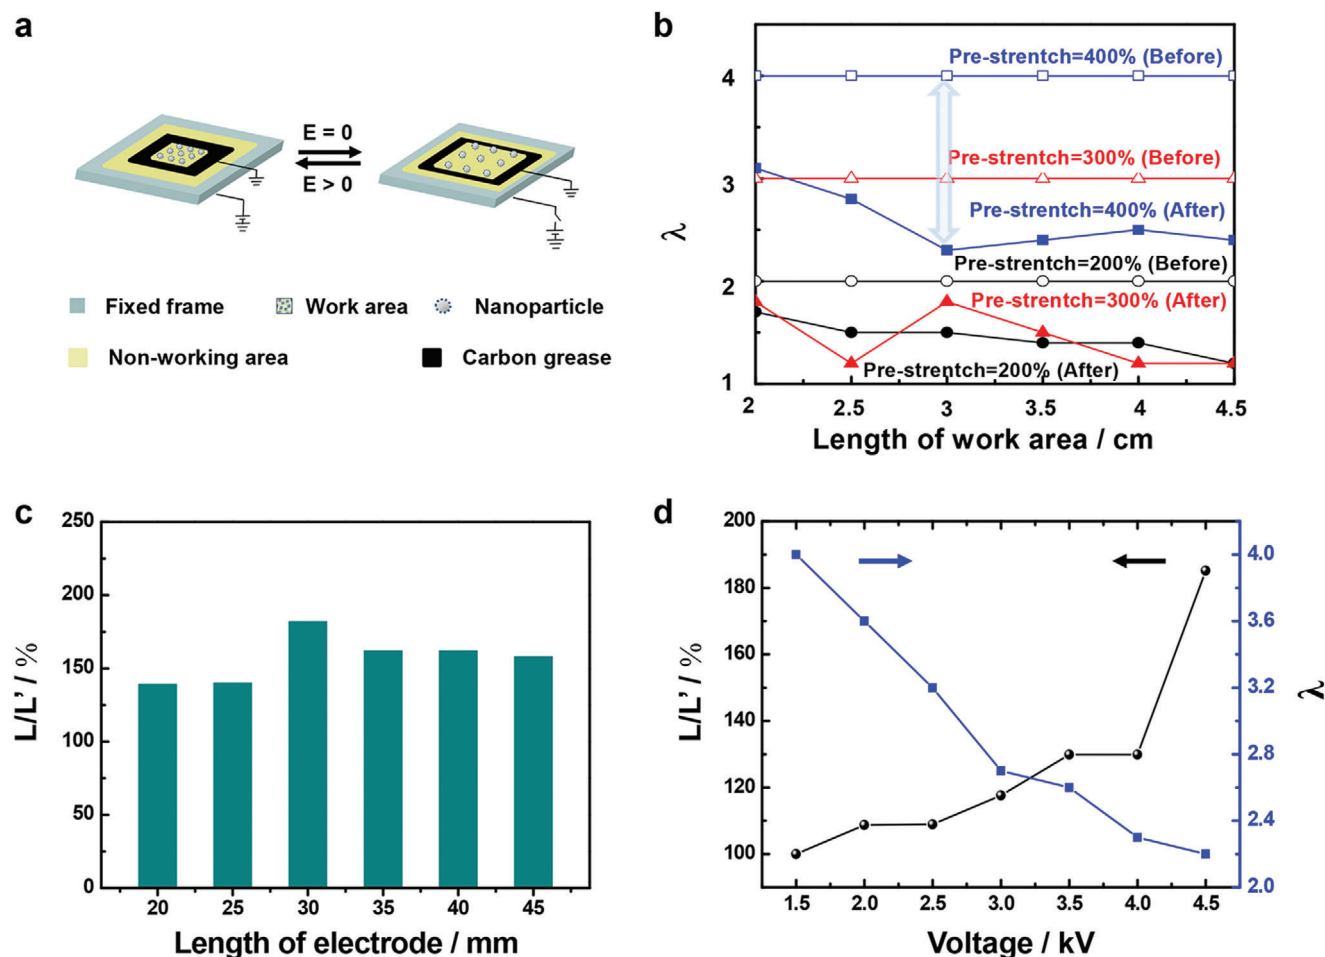 a
E = 0
E > 0
Fixed frame
Work area
Nanoparticle
Non-working area
Carbon grease
b
Pre-strentch=400% (Before)
Pre-strentch=300% (Before)
Pre-strentch=400% (After)
Pre-strentch=200% (Before)
Pre-strentch=300% (After)
Pre-strentch=200% (After)
4
3
2
1
λ
2 2.5 3 3.5 4 4.5
Length of work area / cm
c
250
200
150
100
50
0
L/L' / %
20 25 30 35 40 45
Length of electrode / mm
d
200
180
160
140
120
100
L/L' / %
4.0
3.6
3.2
2.8
2.4
2.0
λ
1.5 2.0 2.5 3.0 3.5 4.0 4.5
Voltage / kV